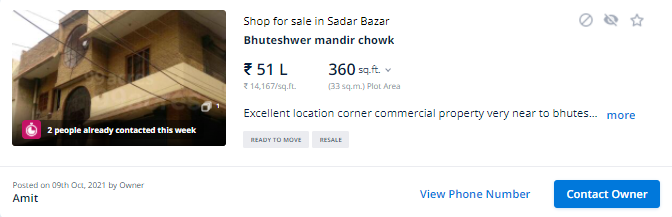 Shop for sale in Sadar Bazar
Bhuteshwer mandir chowk
₹ 51 L
₹ 14,167/sq.ft.
360 sq.ft.
(33 sq.m.) Plot Area
Excellent location corner commercial property very near to bhutes... more
READY TO MOVE
RESALE
1
2 people already contacted this week
Posted on 09th Oct, 2021 by Owner
Amit
View Phone Number
Contact Owner